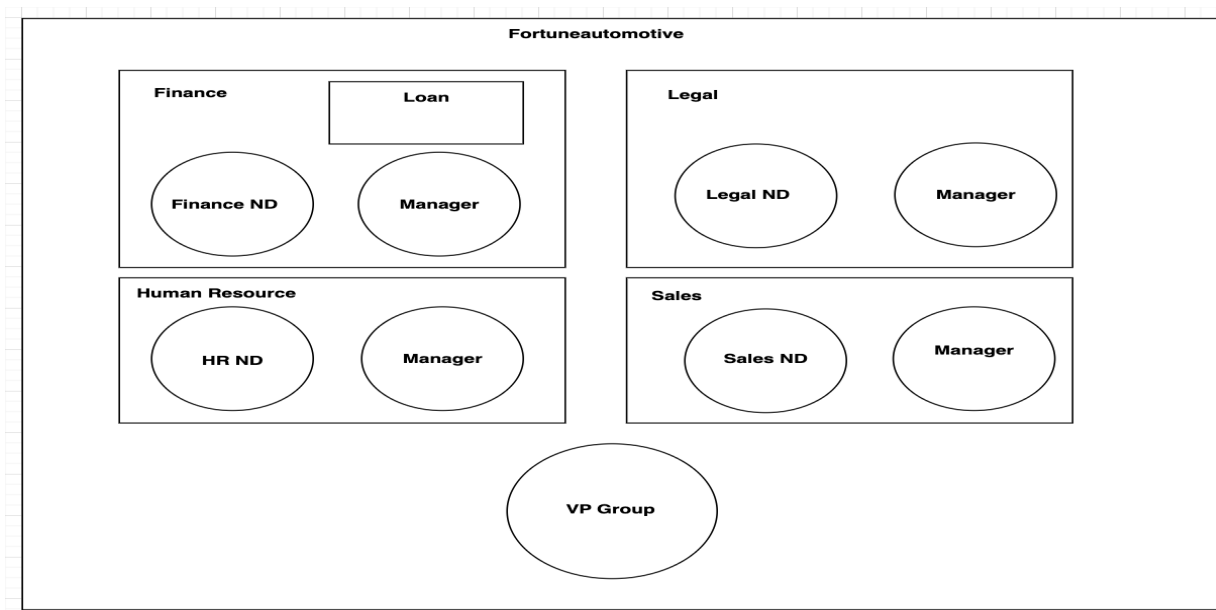 Fortuneautomotive
Finance
Loan
Finance ND
Manager
Legal
Legal ND
Manager
Human Resource
HR ND
Manager
Sales
Sales ND
Manager
VP Group